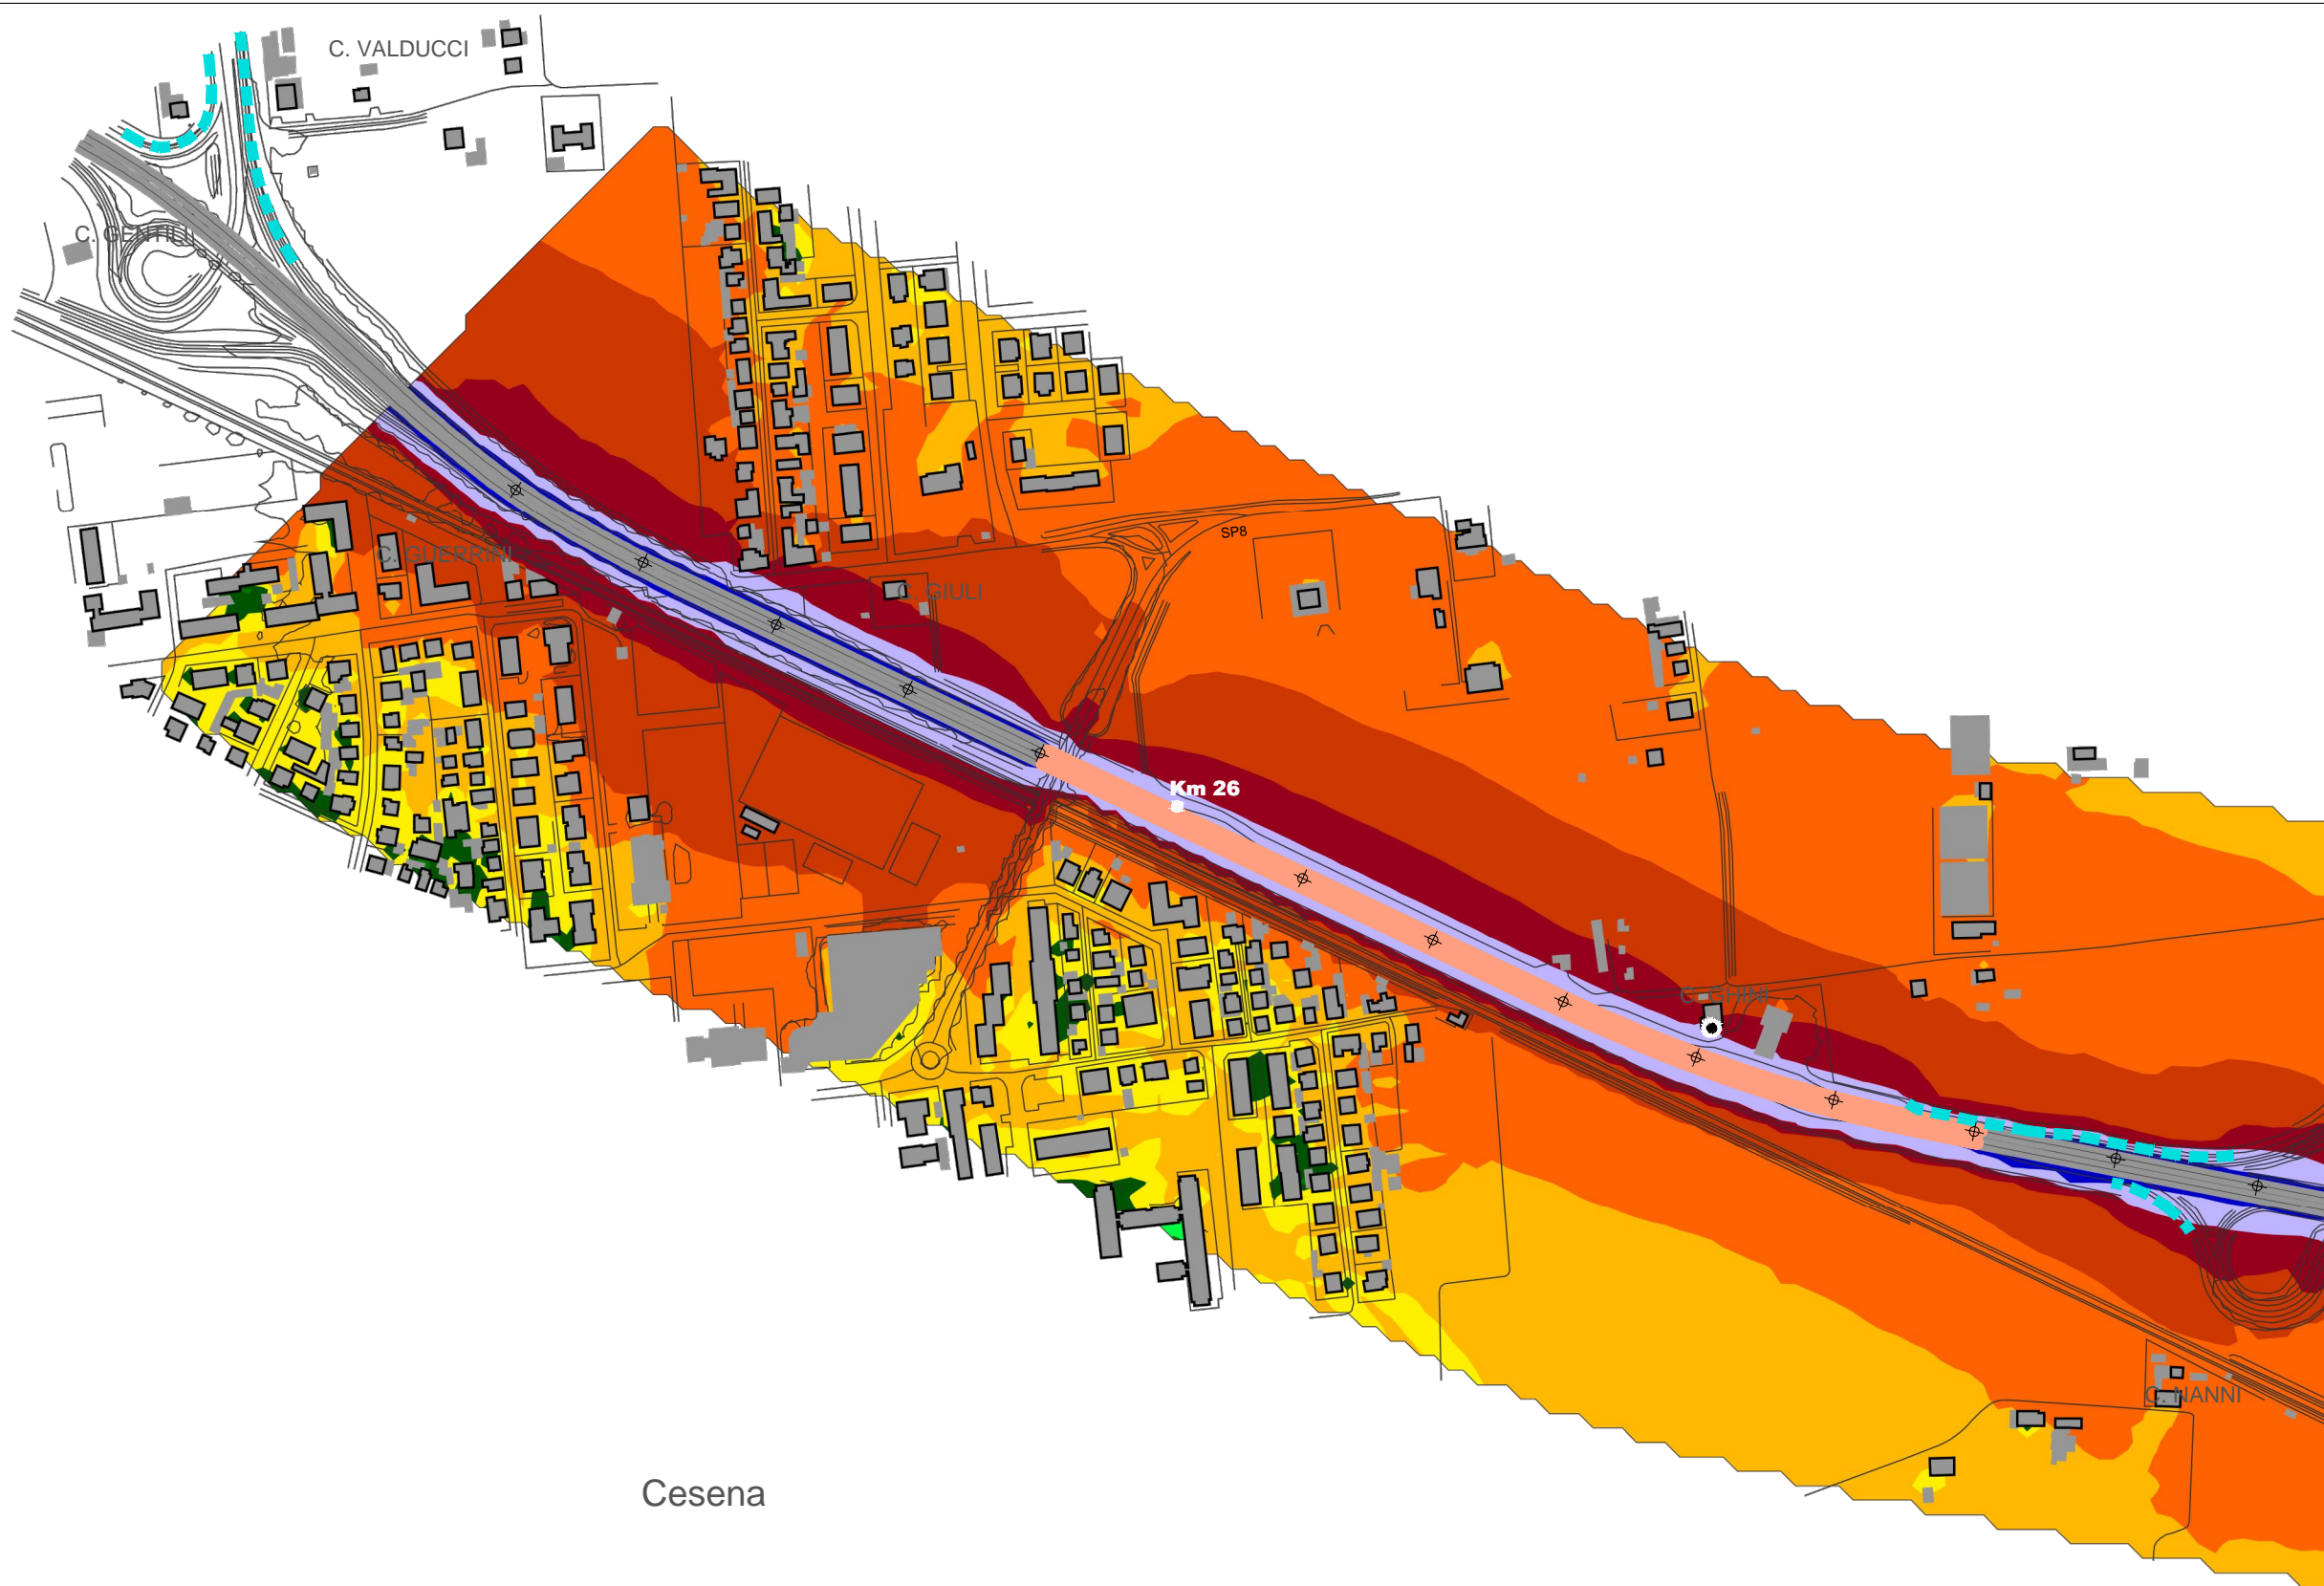 C. VALDUCCI
C. GENTILI
SP8
C. GUERRINI
C. GIULI
Km 26
C. GHINI
C. NANNI
Cesena